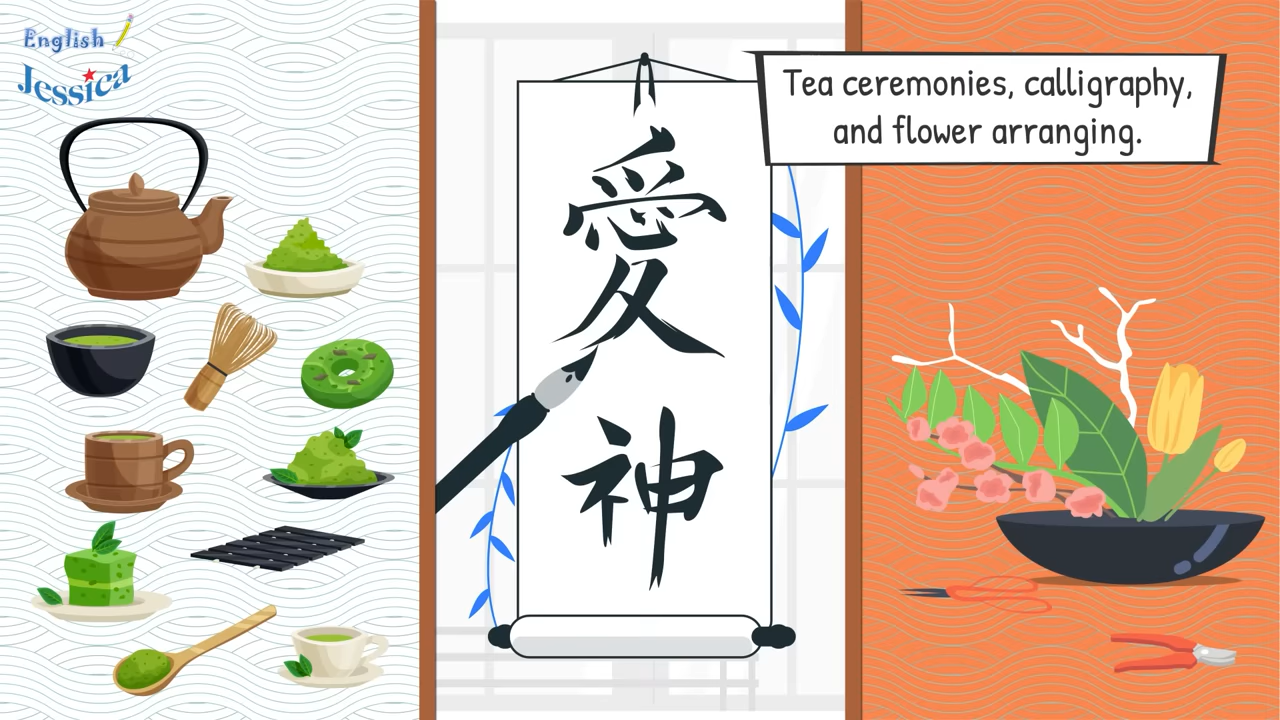 English
Jessica
Tea ceremonies, calligraphy,
and flower arranging.
愛
神